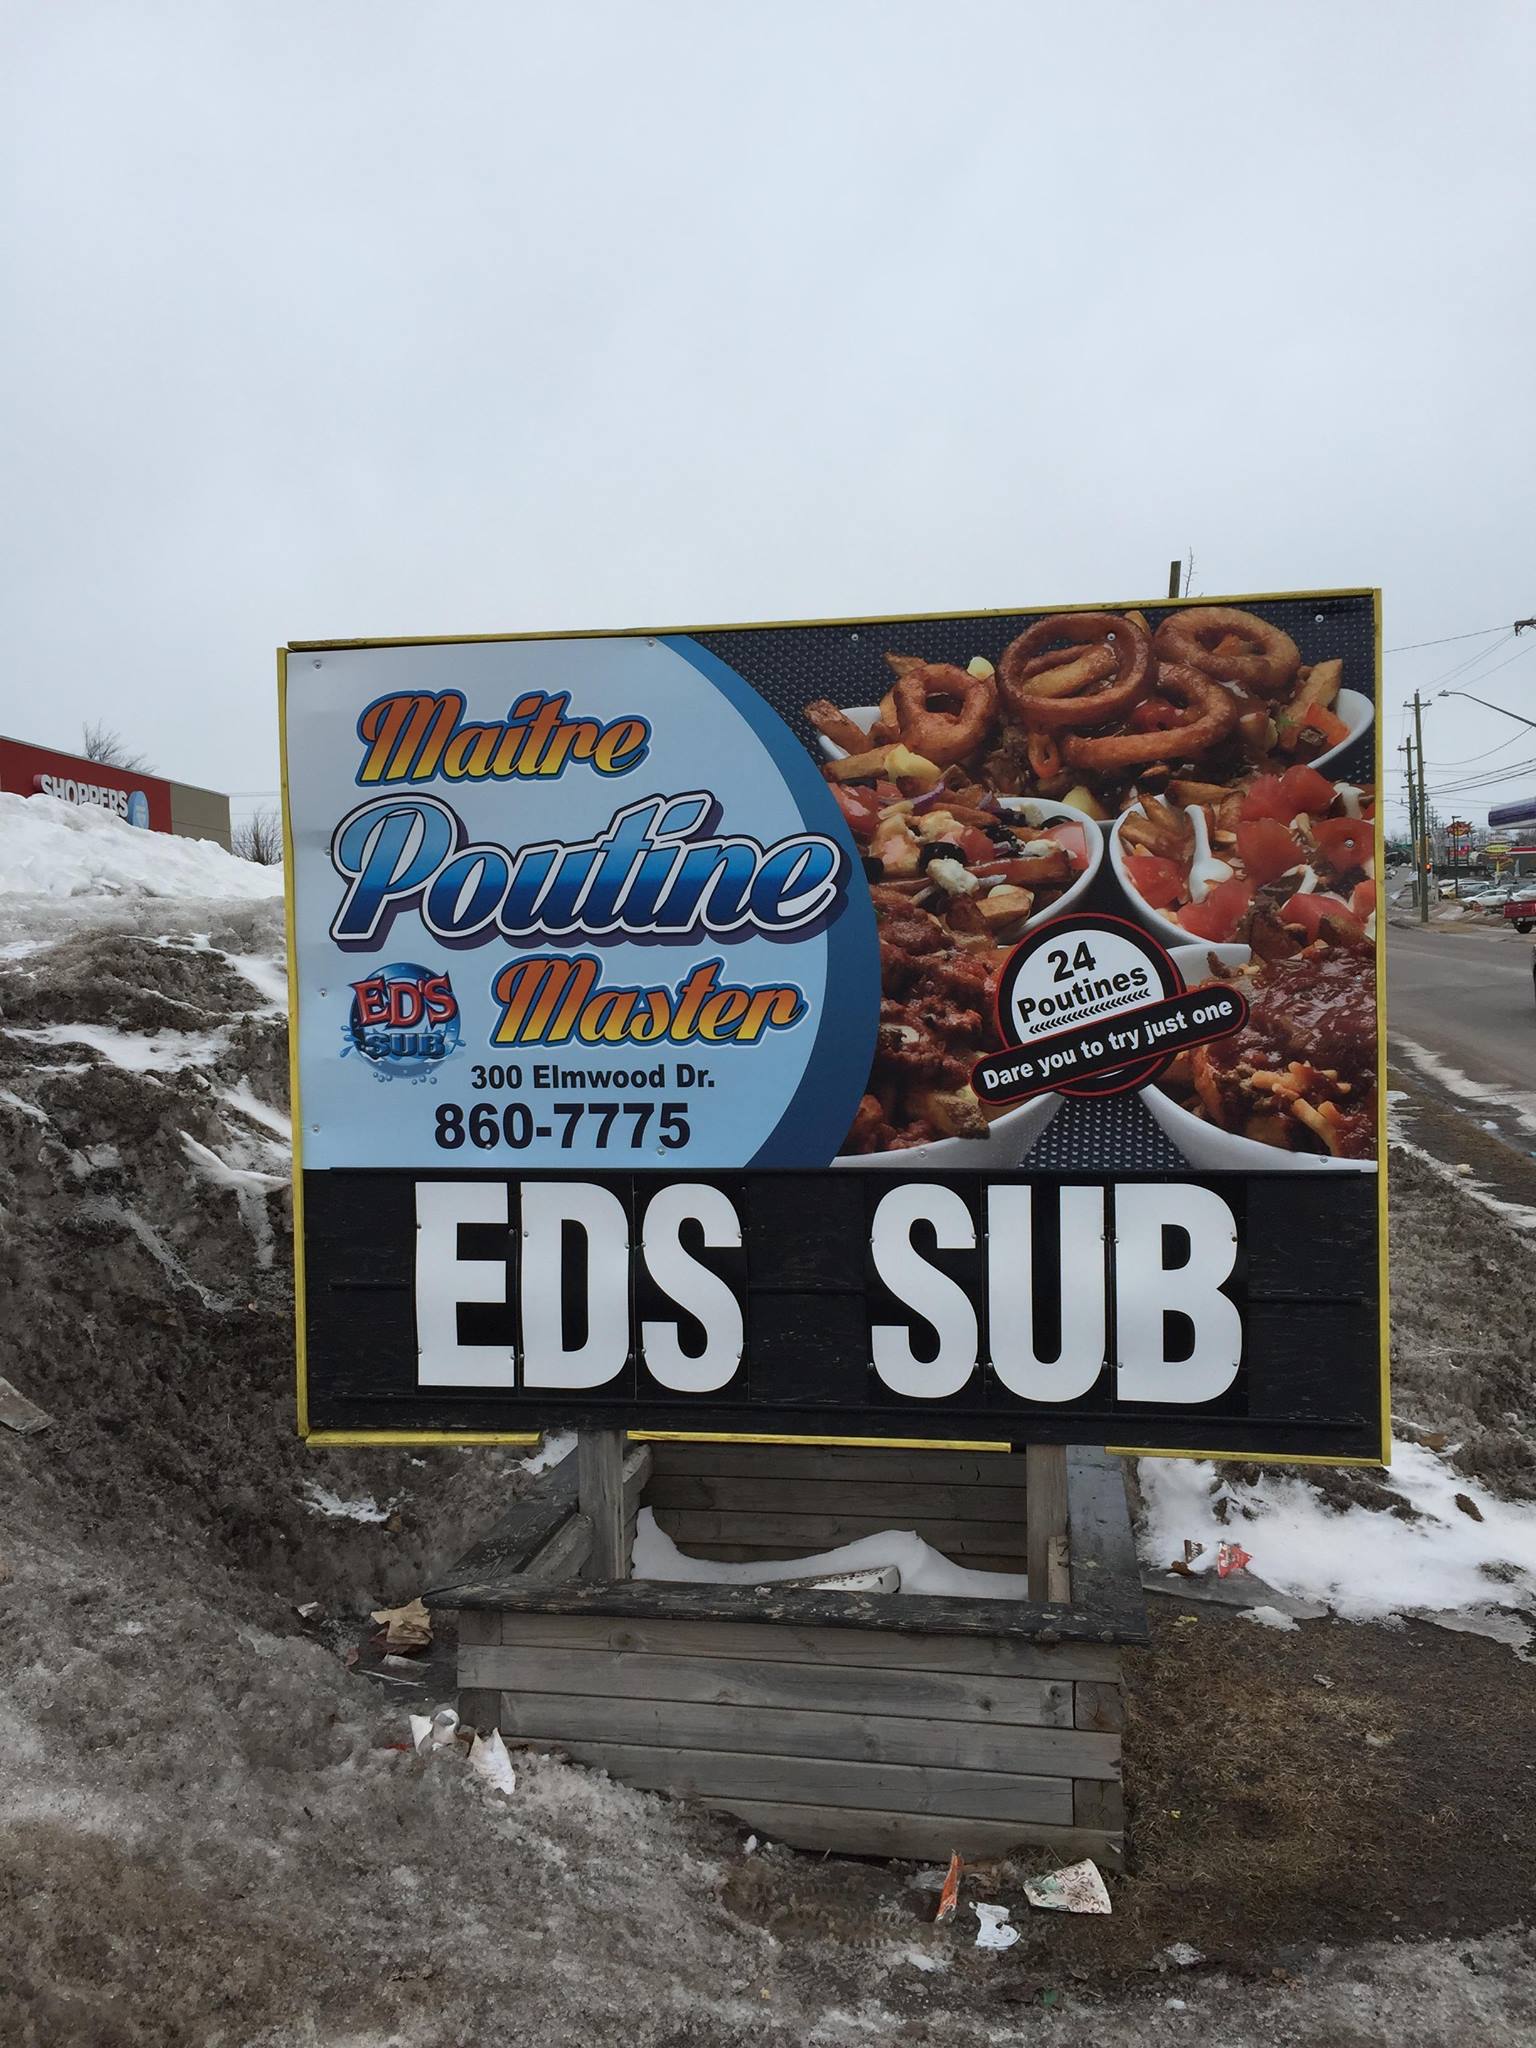 SHOPPERS
Maitre
Poutine
Master
ED'S
SUB
300 Elmwood Dr.
860-7775
24
Poutines
Dare you to try just one
EDS SUB